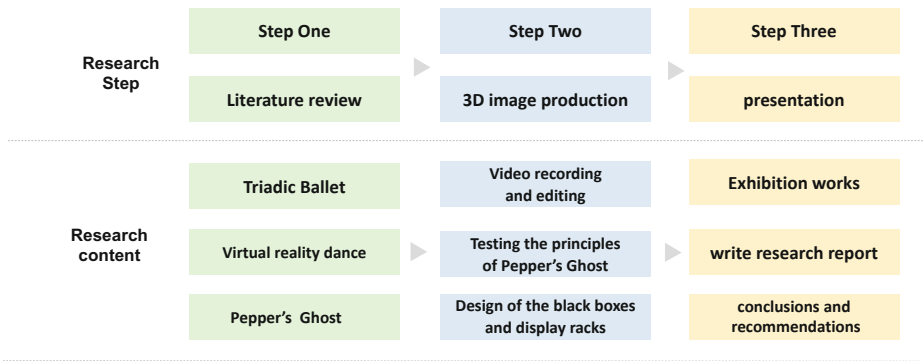 Step One
Step Two
Step Three
Research
Step
Literature review
3D image production
presentation
Research
content
Triadic Ballet
Video recording
and editing
Exhibition works
Virtual reality dance
Testing the principles
of Pepper's Ghost
write research report
Pepper's Ghost
Design of the black boxes
and display racks
conclusions and
recommendations